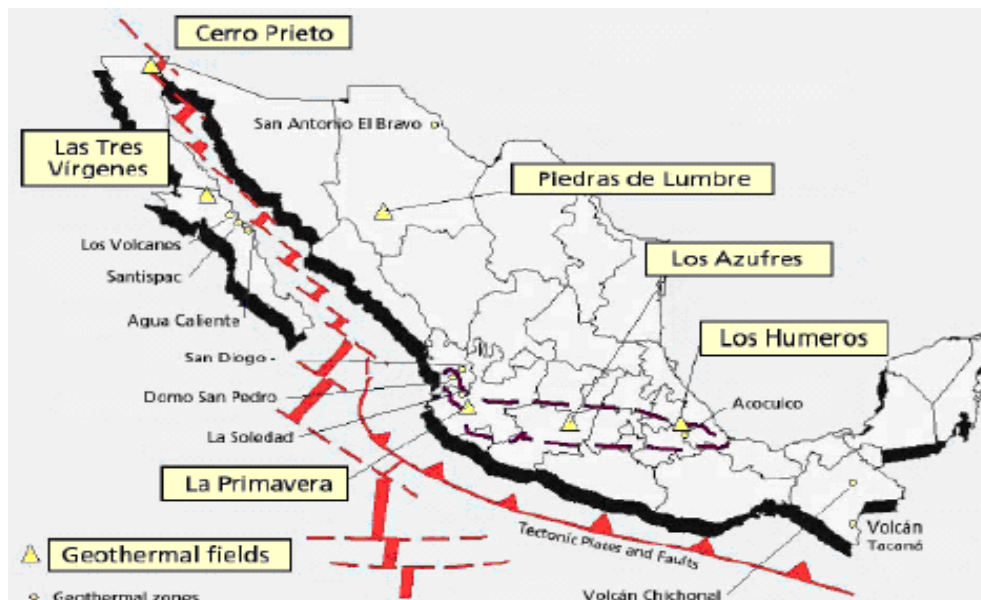 Cerro Prieto
San Antonio El Bravo
Las Tres
Vírgenes
Piedras de Lumbre
Los Volcanes
Santispac
Los Azufres
Agua Caliente
Los Humeros
San Diogo -
Domo San Pedro
Acoculco
La Soledad
La Primavera
Tectonic Plates and Faults
Volcán
Tacaná
Geothermal fields
Geothermal zones
Volcán Chichonal